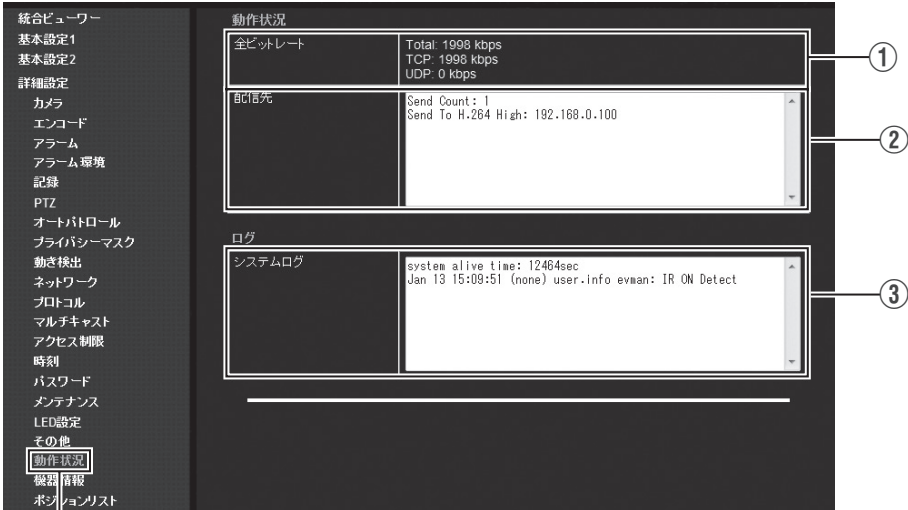 統合ビューワー
基本設定1
基本設定2
詳細設定
カメラ
エンコード
アラーム
アラーム環境
記録
PTZ
オートパトロール
プライバシーマスク
動き検出
ネットワーク
プロトコル
マルチキャスト
アクセス制限
時刻
パスワード
メンテナンス
LED設定
その他
動作状況
機器情報
ポジションリスト
動作状況
全ビットレート
Total: 1998 kbps
TCP: 1998 kbps
UDP: 0 kbps
①
配信先
Send Count: 1
Send To H.264 High: 192.168.0.100
②
ログ
システムログ
system alive time: 12464sec
Jan 13 15:09:51 (none) user.info evman: IR ON Detect
③